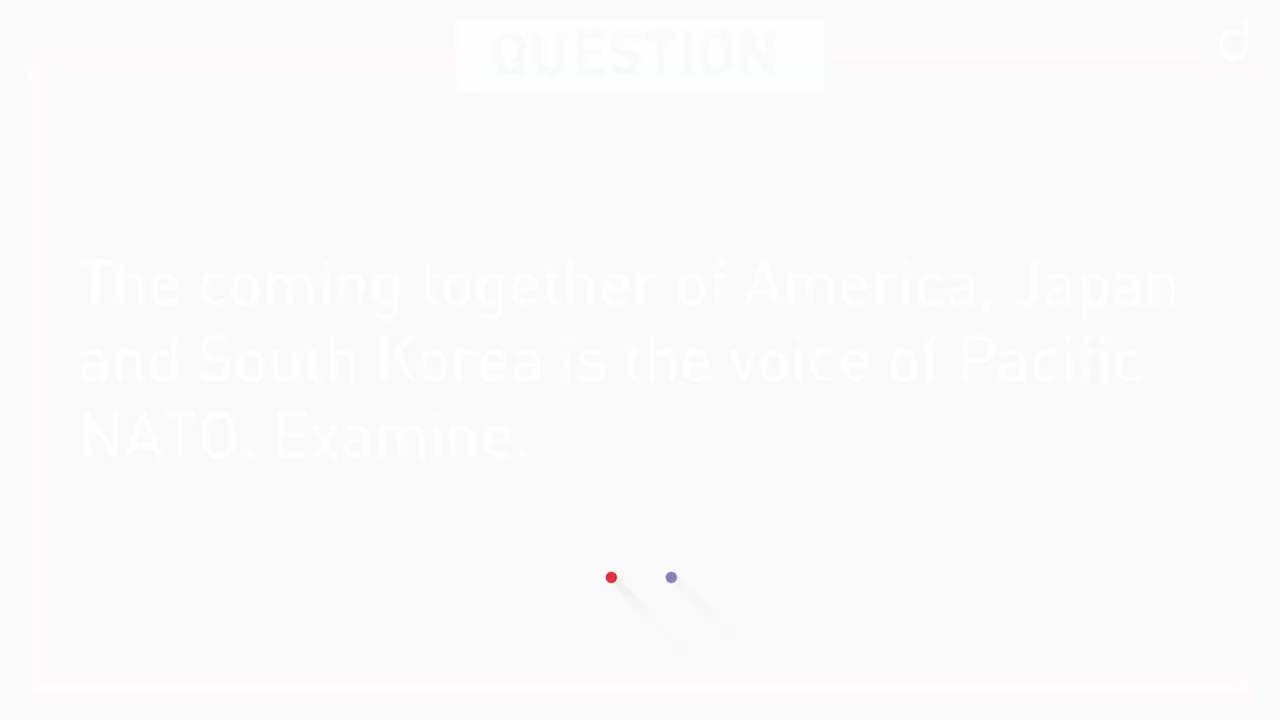 QUESTION
d
The coming together of America, Japan
and South Korea is the voice of Pacific
NATO. Examine.